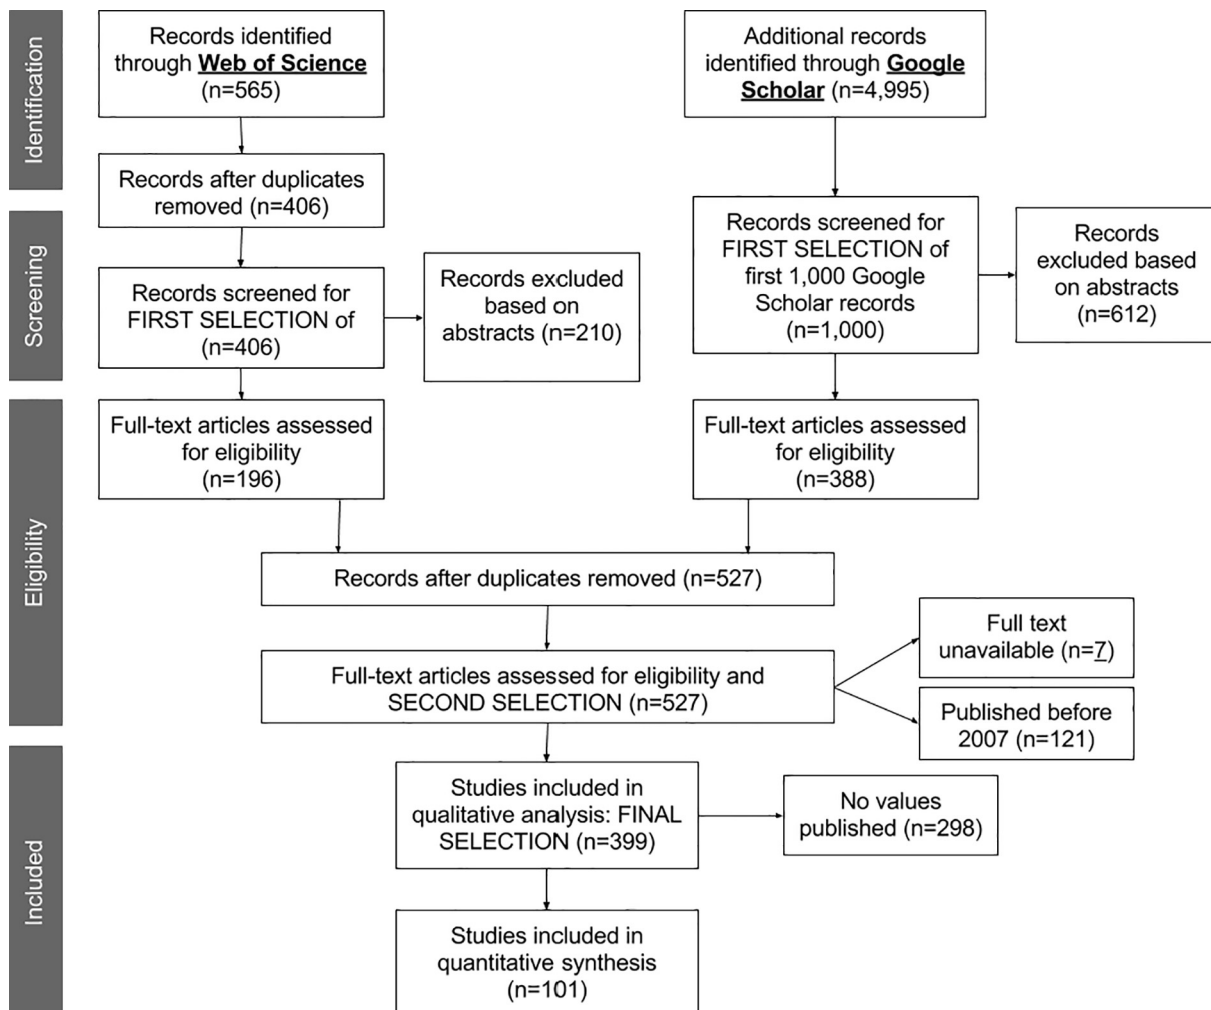 Identification
Records identified
through Web of Science
(n=565)
Additional records
identified through Google
Scholar (n=4,995)
Records after duplicates
removed (n=406)
Screening
Records screened for
FIRST SELECTION of
(n=406)
Records excluded
based on
abstracts (n=210)
Records screened for
FIRST SELECTION of
first 1,000 Google
Scholar records
(n=1,000)
Records
excluded based
on abstracts
(n=612)
Eligibility
Full-text articles assessed
for eligibility
(n=196)
Full-text articles assessed
for eligibility
(n=388)
Records after duplicates removed (n=527)
Full-text articles assessed for eligibility and
SECOND SELECTION (n=527)
Full text
unavailable (n=7)
Published before
2007 (n=121)
Included
Studies included in
qualitative analysis: FINAL
SELECTION (n=399)
No values
published (n=298)
Studies included in
quantitative synthesis
(n=101)